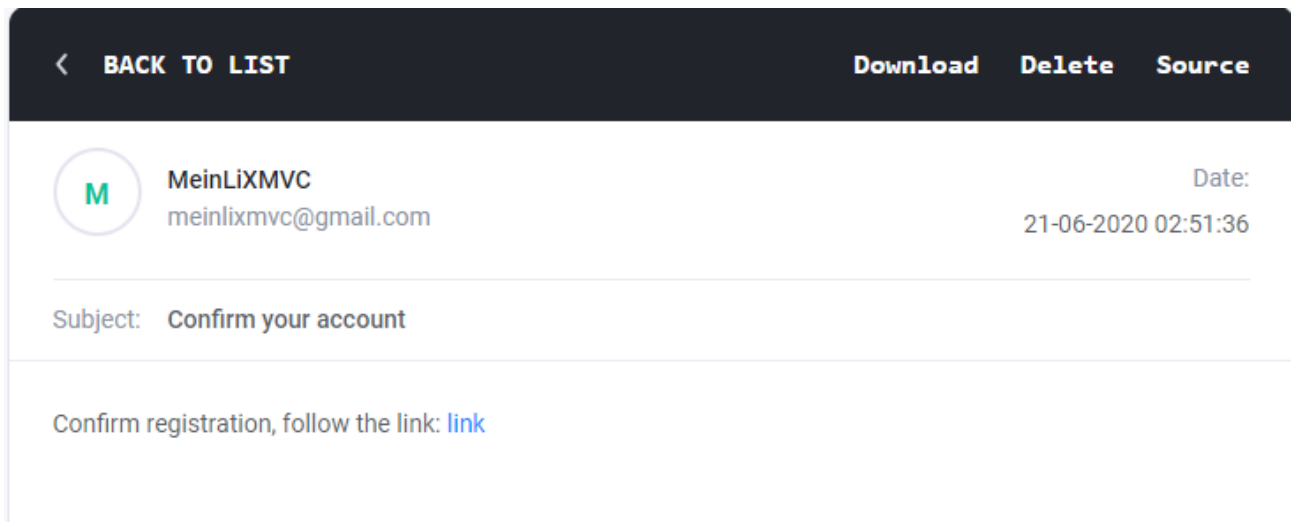 BACK TO LIST Download Delete Source
M
MeinLiXMVC
meinlixmvc@gmail.com
Date:
21-06-2020 02:51:36
Subject: Confirm your account
Confirm registration, follow the link: link